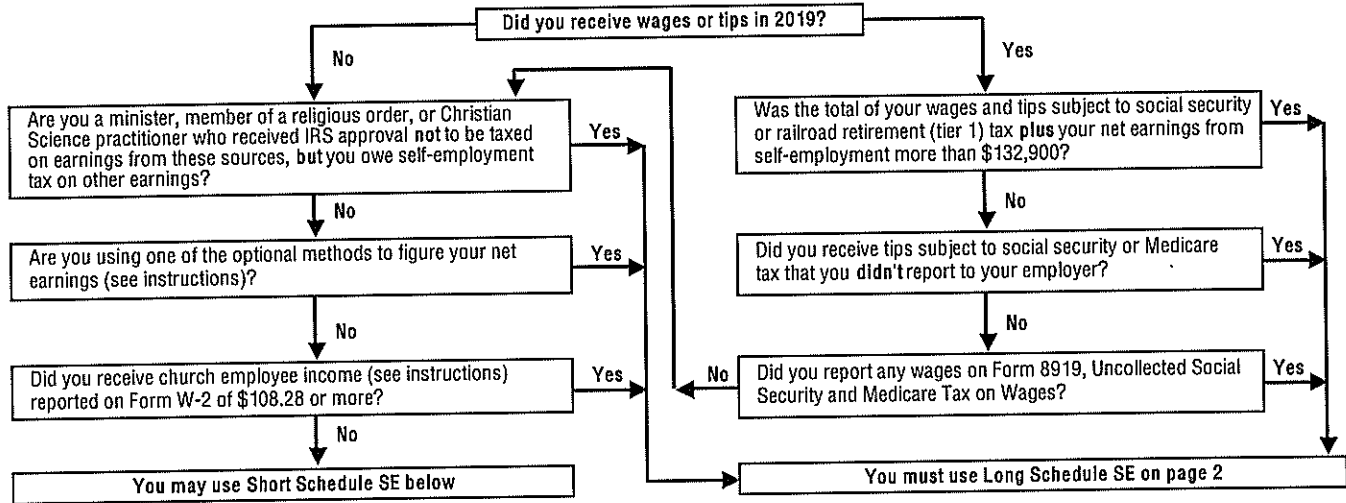 Did you receive wages or tips in 2019?
No
Yes
Are you a minister, member of a religious order, or Christian
Science practitioner who received IRS approval not to be taxed
on earnings from these sources, but you owe self-employment
tax on other earnings?
Yes
Was the total of your wages and tips subject to social security
or railroad retirement (tier 1) tax plus your net earnings from
self-employment more than $132,900?
Yes
No
No
Are you using one of the optional methods to figure your net
earnings (see instructions)?
Yes
Did you receive tips subject to social security or Medicare
tax that you didn't report to your employer?
Yes
No
No
Did you receive church employee income (see instructions)
reported on Form W-2 of $108.28 or more?
Yes
No
Did you report any wages on Form 8919, Uncollected Social
Security and Medicare Tax on Wages?
Yes
No
You may use Short Schedule SE below
You must use Long Schedule SE on page 2